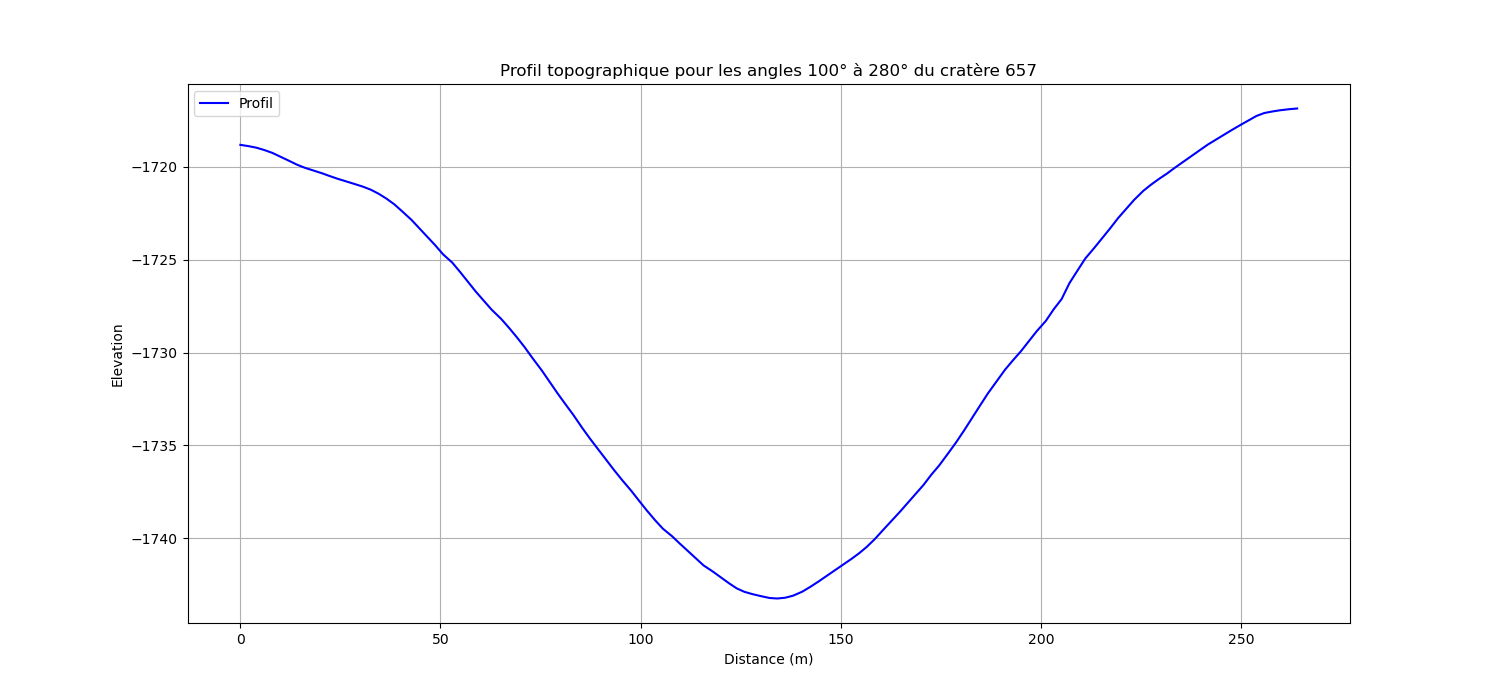 Profil topographique pour les angles 100° à 280° du cratère 657
Profil
−1720
−1725
−1730
−1735
−1740
Elevation
0 50 100 150 200 250
Distance (m)